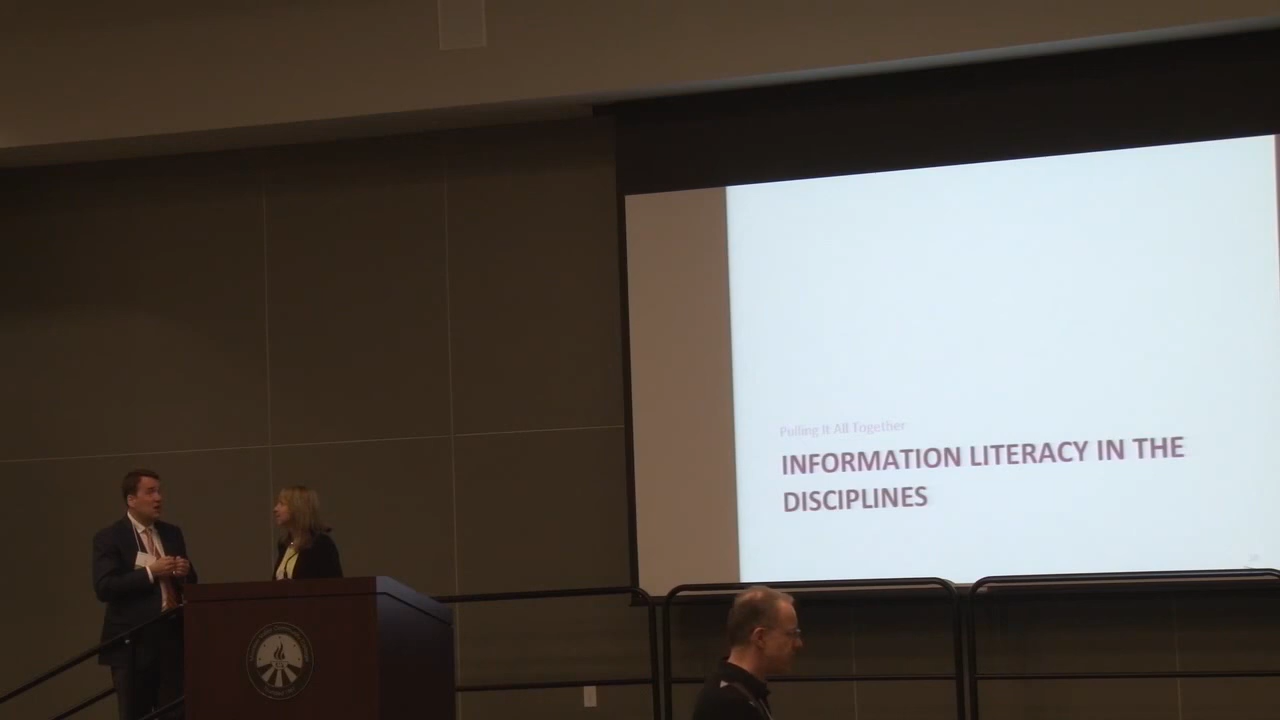 Pulling It All Together
INFORMATION LITERACY IN THE
DISCIPLINES